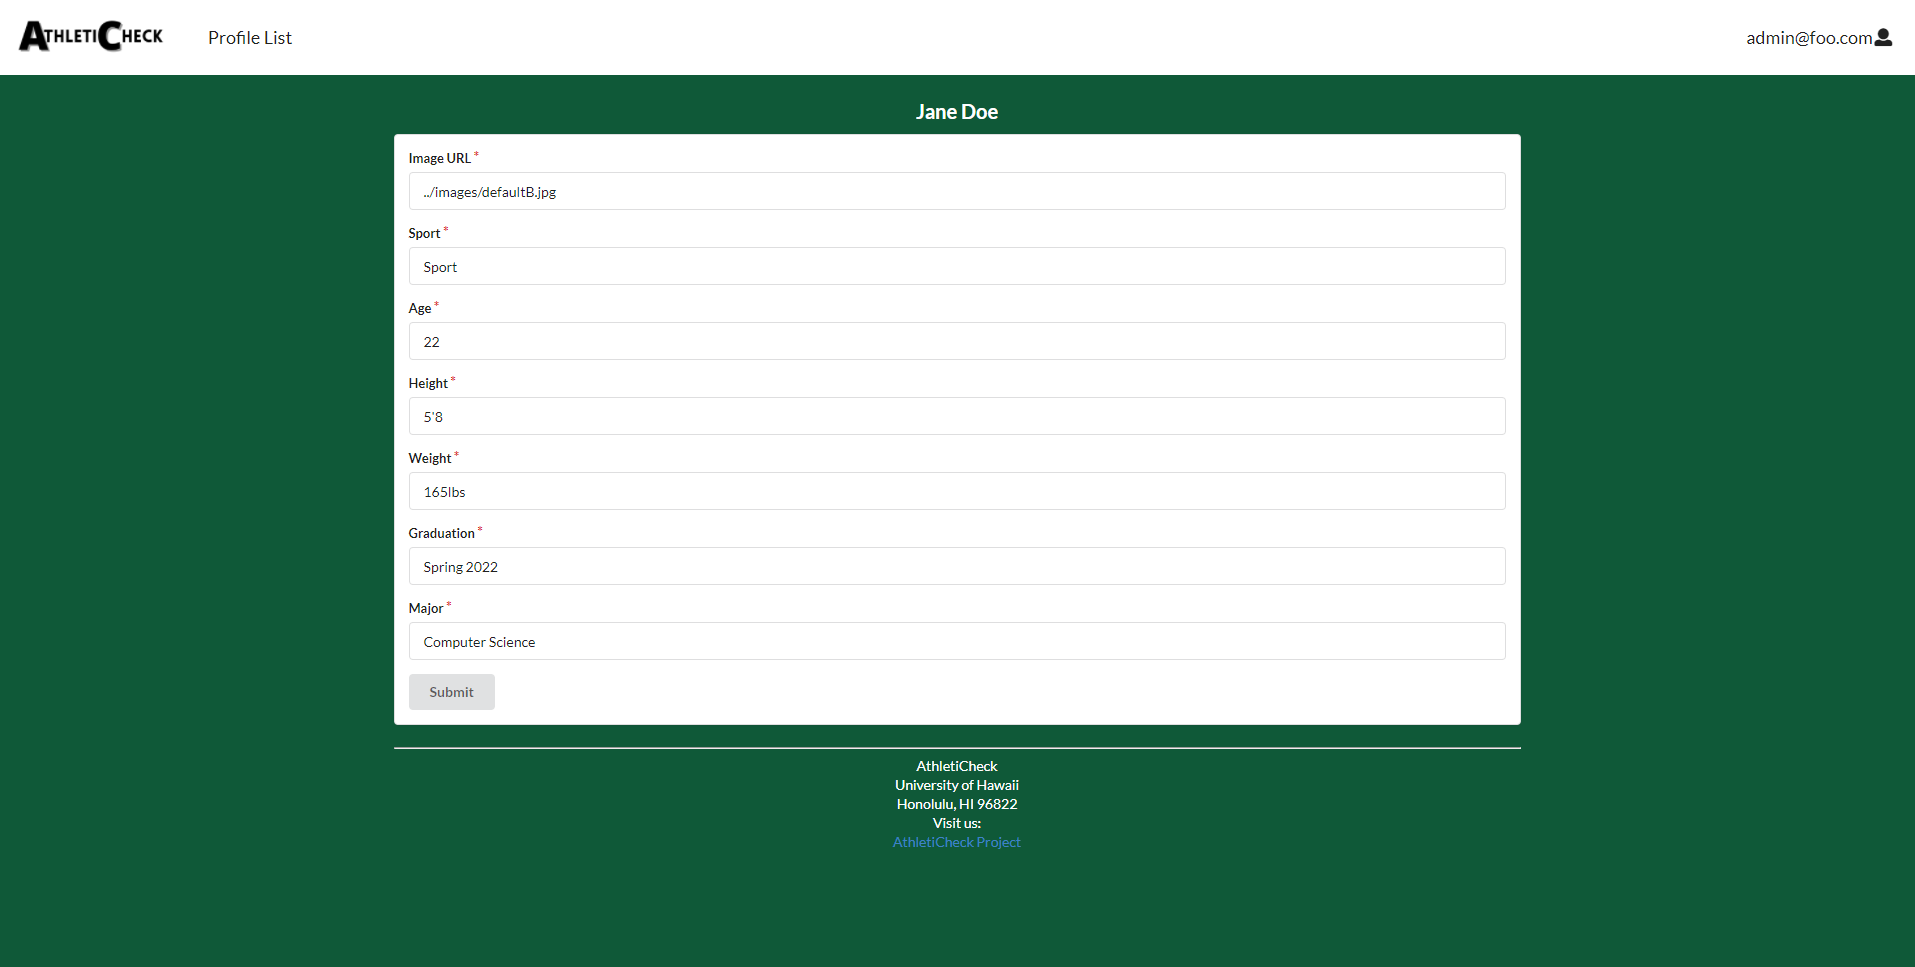 ATHLETICHECK Profile List admin@foo.com
Jane Doe
Image URL *
../images/defaultB.jpg
Sport *
Sport
Age *
22
Height *
5'8
Weight *
165lbs
Graduation *
Spring 2022
Major *
Computer Science
Submit
AthletiCheck
University of Hawaii
Honolulu, HI 96822
Visit us:
AthletiCheck Project